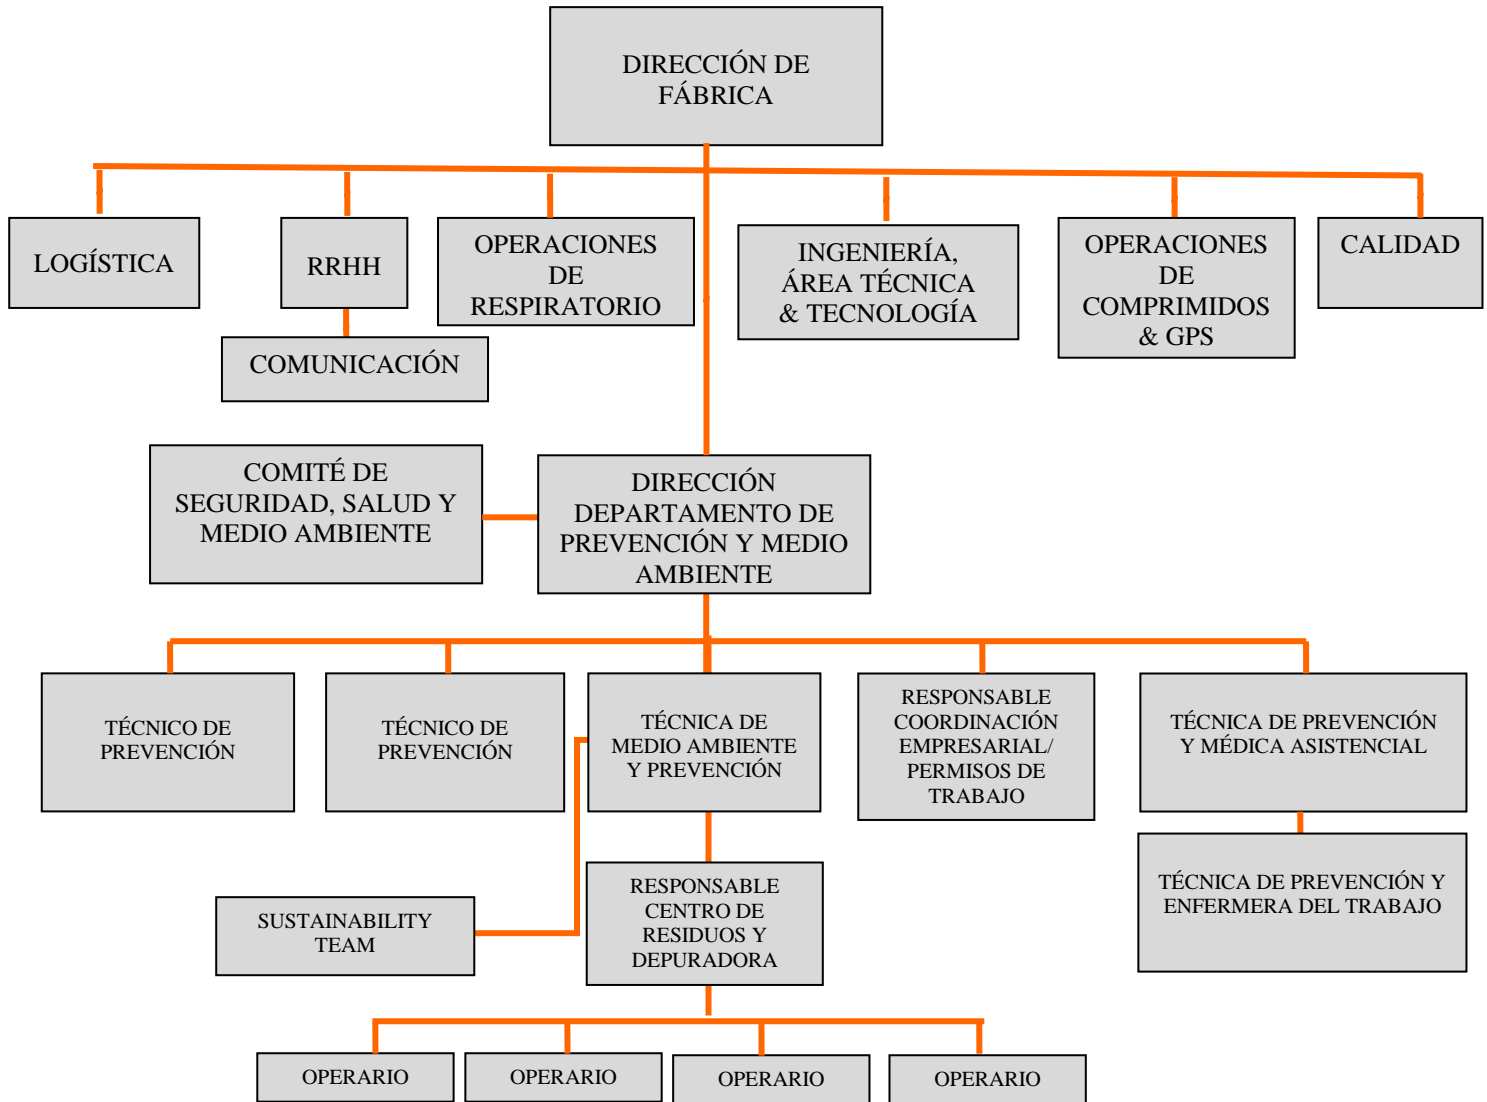 DIRECCIÓN DE
FÁBRICA
LOGÍSTICA
RRHH
OPERACIONES
DE
RESPIRATORIO
INGENIERÍA,
ÁREA TÉCNICA
& TECNOLOGÍA
OPERACIONES
DE
COMPRIMIDOS
& GPS
CALIDAD
COMUNICACIÓN
COMITÉ DE
SEGURIDAD, SALUD Y
MEDIO AMBIENTE
DIRECCIÓN
DEPARTAMENTO DE
PREVENCIÓN Y MEDIO
AMBIENTE
TÉCNICO DE
PREVENCIÓN
TÉCNICO DE
PREVENCIÓN
TÉCNICA DE
MEDIO AMBIENTE
Y PREVENCIÓN
RESPONSABLE
COORDINACIÓN
EMPRESARIAL/
PERMISOS DE
TRABAJO
TÉCNICA DE PREVENCIÓN
Y MÉDICA ASISTENCIAL
SUSTAINABILITY
TEAM
RESPONSABLE
CENTRO DE
RESIDUOS Y
DEPURADORA
TÉCNICA DE PREVENCIÓN Y
ENFERMERA DEL TRABAJO
OPERARIO
OPERARIO
OPERARIO
OPERARIO